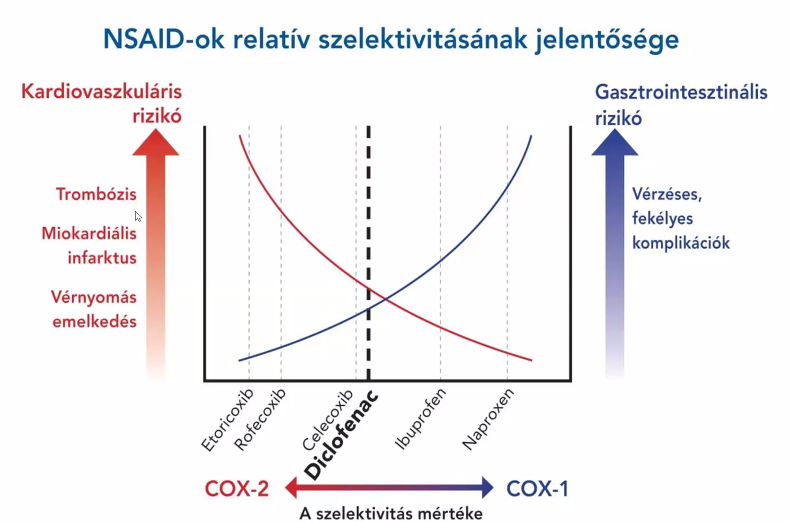 NSAID-ok relatív szelektivitásának jelentősége
Kardiovaszkuláris
rizikó
Trombózis
Miokardiális
infarktus
Vérnyomás
emelkedés
Gasztrointesztinális
rizikó
Vérzéses,
fekélyes
komplikációk
Etoricoxib
Rofecoxib
Celecoxib
Diclofenac
Ibuprofen
Naproxen
COX-2
COX-1
A szelektivitás mértéke